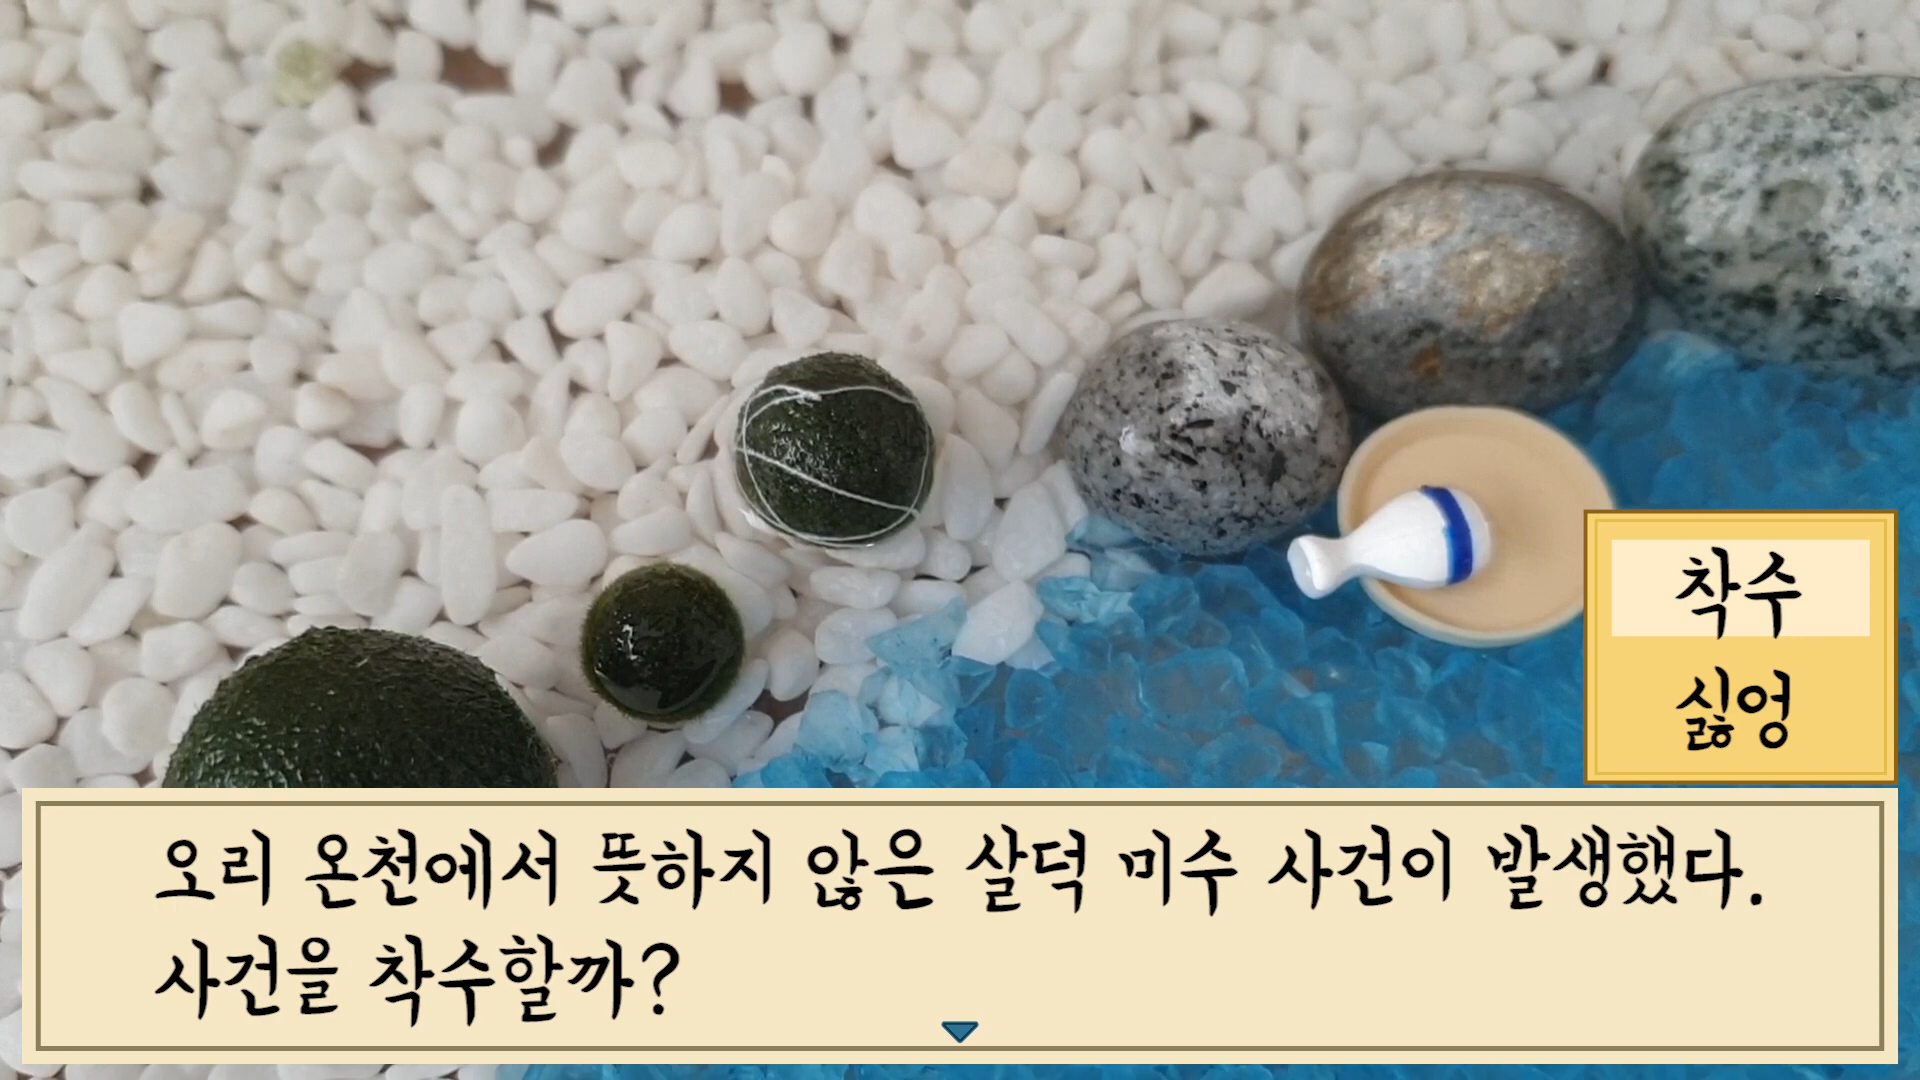 착수
싫엉
오리 온천에서 뜻하지 않은 살덕 미수 사건이 발생했다.
사건을 착수할까?